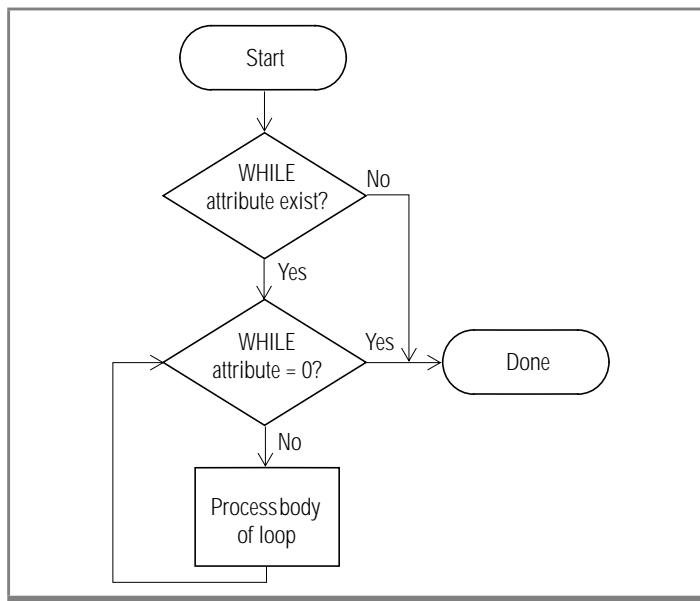 Start
WHILE
attribute exist?
No
Yes
WHILE
attribute = 0?
Yes
Done
No
Process body
of loop